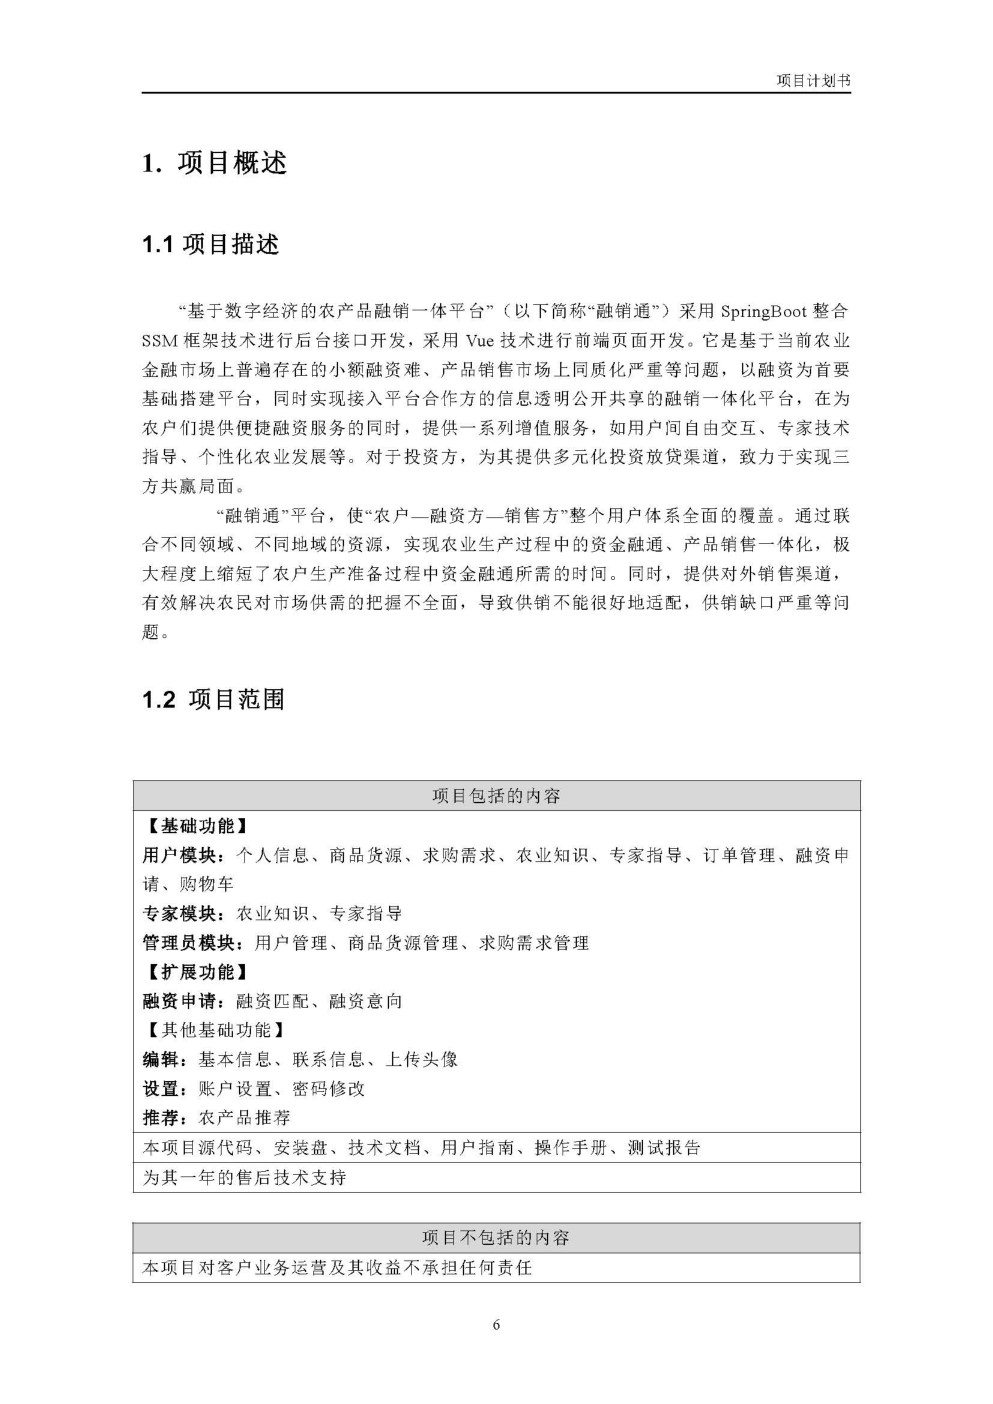 项目计划书
1. 项目概述
1.1 项目描述
“基于数字经济的农产品融销一体平台”（以下简称“融销通”）采用 SpringBoot 整合
SSM 框架技术进行后台接口开发，采用 Vue 技术进行前端页面开发。它是基于当前农业
金融市场上普遍存在的小额融资难、产品销售市场上同质化严重等问题，以融资为首要
基础搭建平台，同时实现接入平台合作方的信息透明公开共享的融销一体化平台，在为
农户们提供便捷融资服务的同时，提供一系列增值服务，如用户间自由交互、专家技术
指导、个性化农业发展等。对于投资方，为其提供多元化投资放贷渠道，致力于实现三
方共赢局面。
“融销通”平台，使“农户—融资方—销售方”整个用户体系全面的覆盖。通过联
合不同领域、不同地域的资源，实现农业生产过程中的资金融通、产品销售一体化，极
大程度上缩短了农户生产准备过程中资金融通所需的时间。同时，提供对外销售渠道，
有效解决农民对市场供需的把握不全面，导致供销不能很好地适配，供销缺口严重等问
题。
1.2 项目范围
项目包括的内容
【基础功能】
用户模块：个人信息、商品货源、求购需求、农业知识、专家指导、订单管理、融资申
请、购物车
专家模块：农业知识、专家指导
管理员模块：用户管理、商品货源管理、求购需求管理
【扩展功能】
融资申请：融资匹配、融资意向
【其他基础功能】
编辑：基本信息、联系信息、上传头像
设置：账户设置、密码修改
推荐：农产品推荐
本项目源代码、安装盘、技术文档、用户指南、操作手册、测试报告
为其一年的售后技术支持
项目不包括的内容
本项目对客户业务运营及其收益不承担任何责任
6